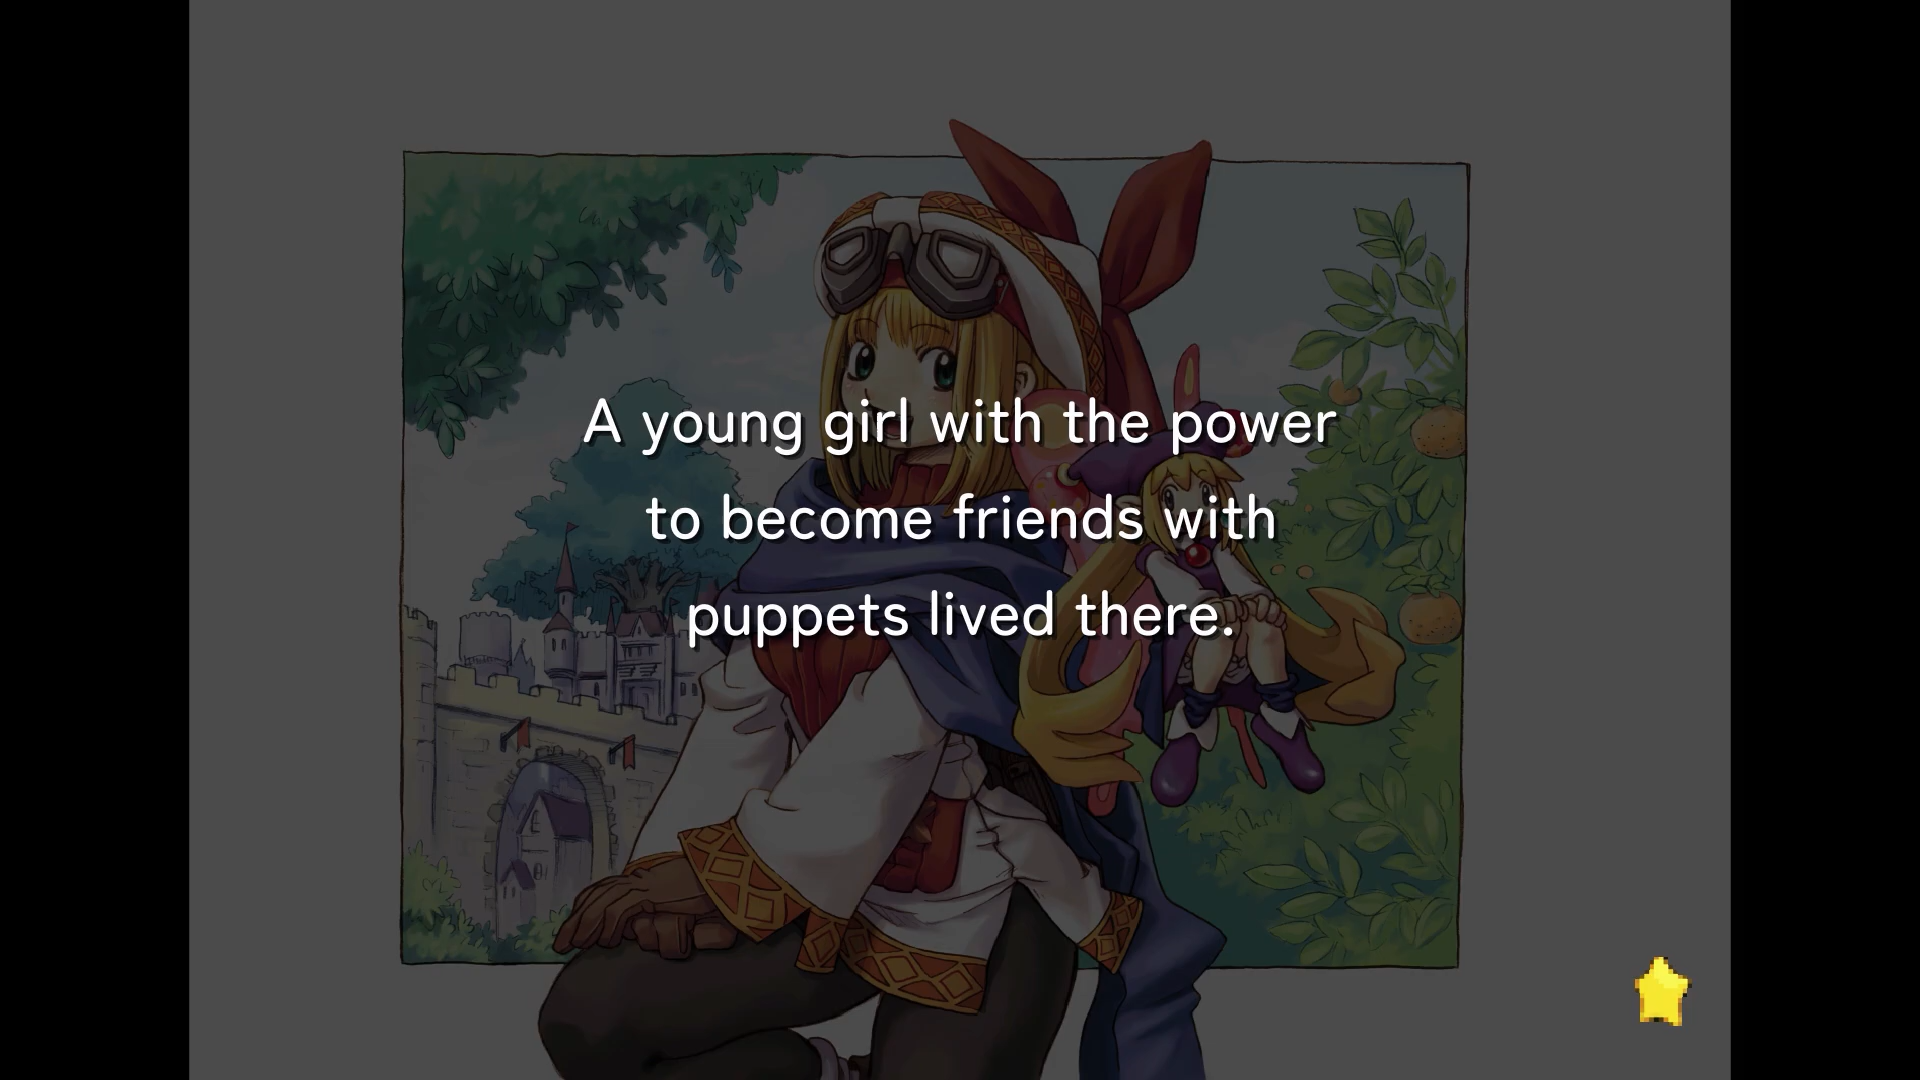 A young girl with the power
to become friends with
puppets lived there.